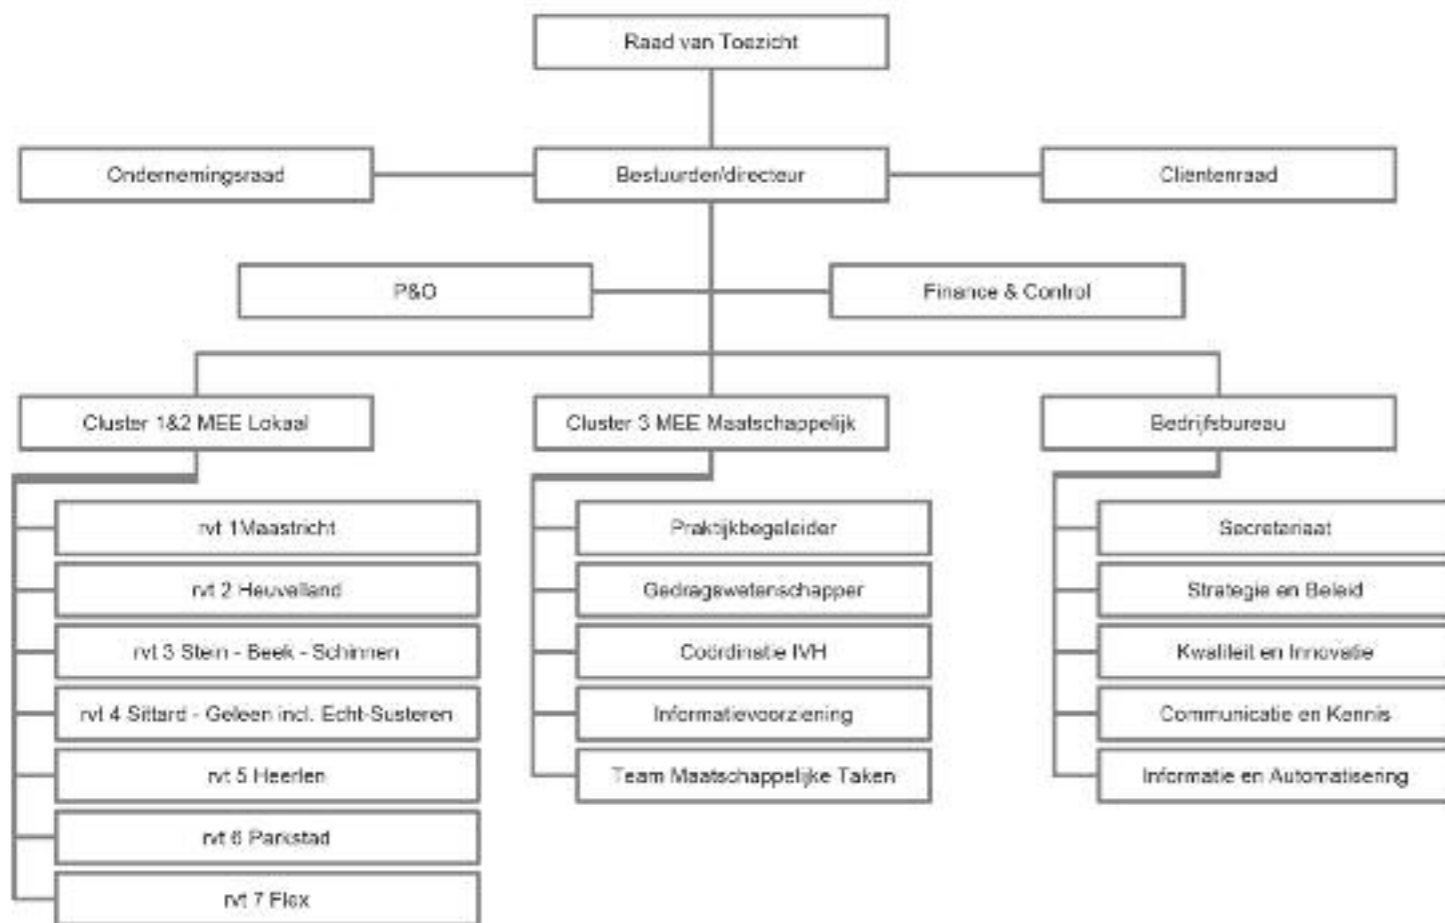 Raad van Toezicht
Ondernemingsraad
Bestuurder/directeur
Clientenraad
P&O
Finance & Control
Cluster 1&2 MEE Lokaal
Cluster 3 MEE Maatschappelijk
Bedrijfsbureau
rvt 1Maastricht
Praktijkbegeleider
Secretariaat
rvt 2 Heuvelland
Gedragswetenschapper
Strategie en Beleid
rvt 3 Stein - Beek - Schinnen
Coördinatie IVH
Kwaliteit en Innovatie
rvt 4 Sittard - Geleen incl. Echt-Susteren
Informatievoorziening
Communicatie en Kennis
rvt 5 Heerlen
Team Maatschappelijke Taken
Informatie en Automatisering
rvt 6 Parkstad
rvt 7 Flex